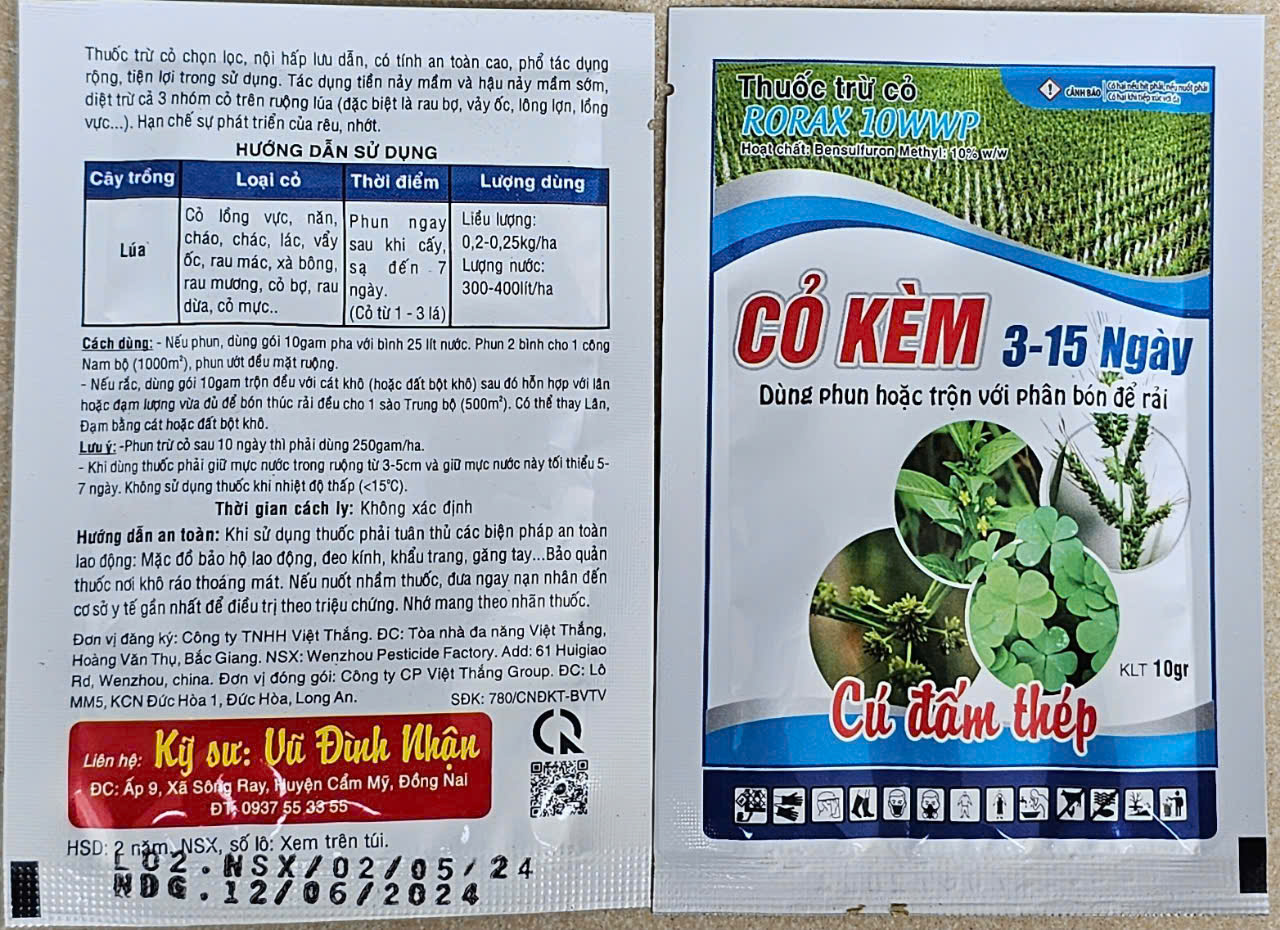 Thuốc trừ cỏ chọn lọc, nội hấp lưu dẫn, có tính an toàn cao, phổ tác dụng
rộng, tiện lợi trong sử dụng. Tác dụng tiền nảy mầm và hậu nảy mầm sớm,
diệt trừ cả 3 nhóm cỏ trên ruộng lúa (đặc biệt là rau bợ, vảy ốc, lông lợn, lồng
vực...). Hạn chế sự phát triển của rêu, nhớt.
HƯỚNG DẪN SỬ DỤNG
Cây trồng Loại cỏ Thời điểm Lượng dùng
Lúa
Cỏ lồng vực, năn,
cháo, chác, lác, vẩy
ốc, rau mác, xà bông,
rau mương, cỏ bợ, rau
dừa, cỏ mực..
Phun ngay
sau khi cấy,
sạ đến 7
ngày.
(Cỏ từ 1 - 3 lá)
Liều lượng:
0,2-0,25kg/ha
Lượng nước:
300-400lít/ha
Cách dùng: - Nếu phun, dùng gói 10gam pha với bình 25 lít nước. Phun 2 bình cho 1 công
Nam bộ (1000m²), phun ướt đều mặt ruộng.
- Nếu rắc, dùng gói 10gam trộn đều với cát khô (hoặc đất bột khô) sau đó hỗn hợp với lân
hoặc đạm lượng vừa đủ để bón thúc rải đều cho 1 sào Trung bộ (500m²). Có thể thay Lân,
Đạm bằng cát hoặc đất bột khô.
Lưu ý: -Phun trừ cỏ sau 10 ngày thì phải dùng 250gam/ha.
- Khi dùng thuốc phải giữ mực nước trong ruộng từ 3-5cm và giữ mực nước này tối thiểu 5-
7 ngày. Không sử dụng thuốc khi nhiệt độ thấp (<15°C).
Thời gian cách ly: Không xác định
Hướng dẫn an toàn: Khi sử dụng thuốc phải tuân thủ các biện pháp an toàn
lao động: Mặc đồ bảo hộ lao động, đeo kính, khẩu trang, găng tay...Bảo quản
thuốc nơi khô ráo thoáng mát. Nếu nuốt nhầm thuốc, đưa ngay nạn nhân đến
cơ sở y tế gần nhất để điều trị theo triệu chứng. Nhớ mang theo nhãn thuốc.
Đơn vị đăng ký: Công ty TNHH Việt Thắng. ĐC: Tòa nhà đa năng Việt Thắng,
Hoàng Văn Thụ, Bắc Giang. NSX: Wenzhou Pesticide Factory. Add: 61 Huigiao
Rd, Wenzhou, china. Đơn vị đóng gói: Công ty CP Việt Thắng Group. ĐC: Lô
MM5, KCN Đức Hòa 1, Đức Hòa, Long An. SĐK: 780/CNĐKT-BVTV
Liên hệ: Kỹ sư: Vũ Đình Nhận
ĐC: Ấp 9, Xã Sông Ray, Huyện Cẩm Mỹ, Đồng Nai
ĐT: 0937 55 33 55
HSD: 2 năm, NSX, số lô: Xem trên túi.
L02.NSX/02/05/24
NDG.12/06/2024
Thuốc trừ cỏ
RORAX 10WWP
Hoạt chất: Bensulfuron Methyl: 10% w/w
CẢNH BÁO
Có hại nếu hít phải, nếu nuốt phải
Có hại khi tiếp xúc với da
CỎ KÈM 3-15 Ngày
Dùng phun hoặc trộn với phân bón để rải
KLT 10gr
Cú đấm thép